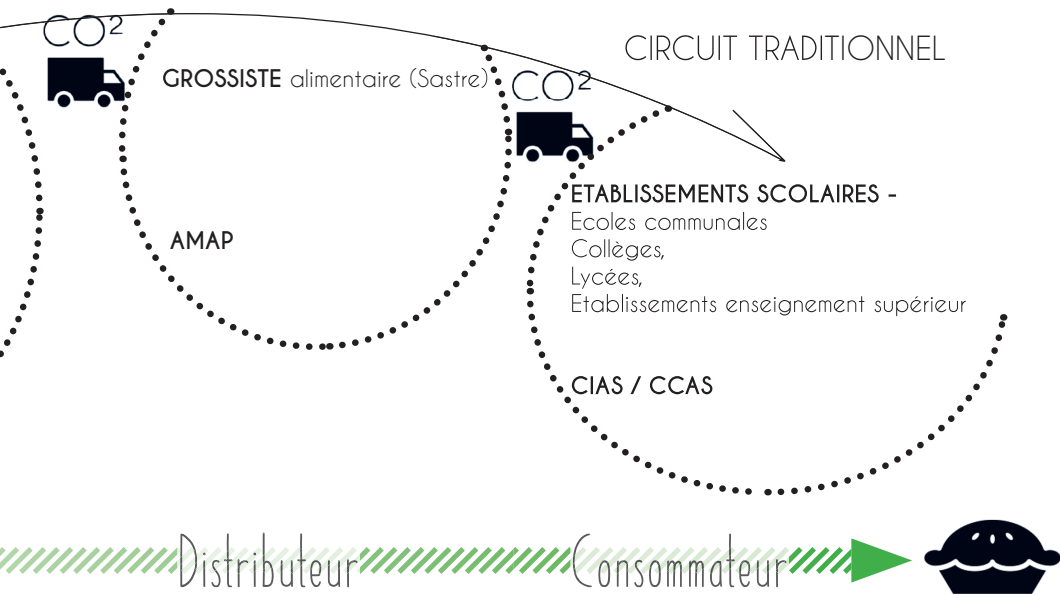 CO²
CIRCUIT TRADITIONNEL
GROSSISTE alimentaire (Sastre)
CO²
ETABLISSEMENTS SCOLAIRES -
Ecoles communales
Collèges,
Lycées,
Etablissements enseignement supérieur
AMAP
CIAS / CCAS
Distributeur
Consommateur